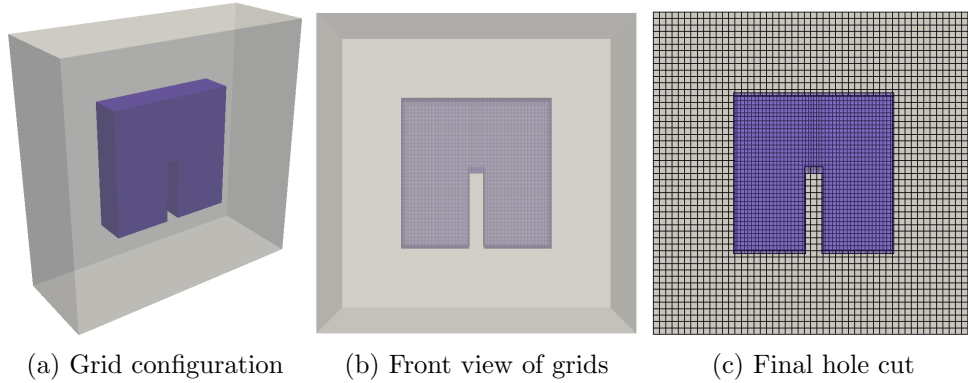 (a) Grid configuration
(b) Front view of grids
(c) Final hole cut